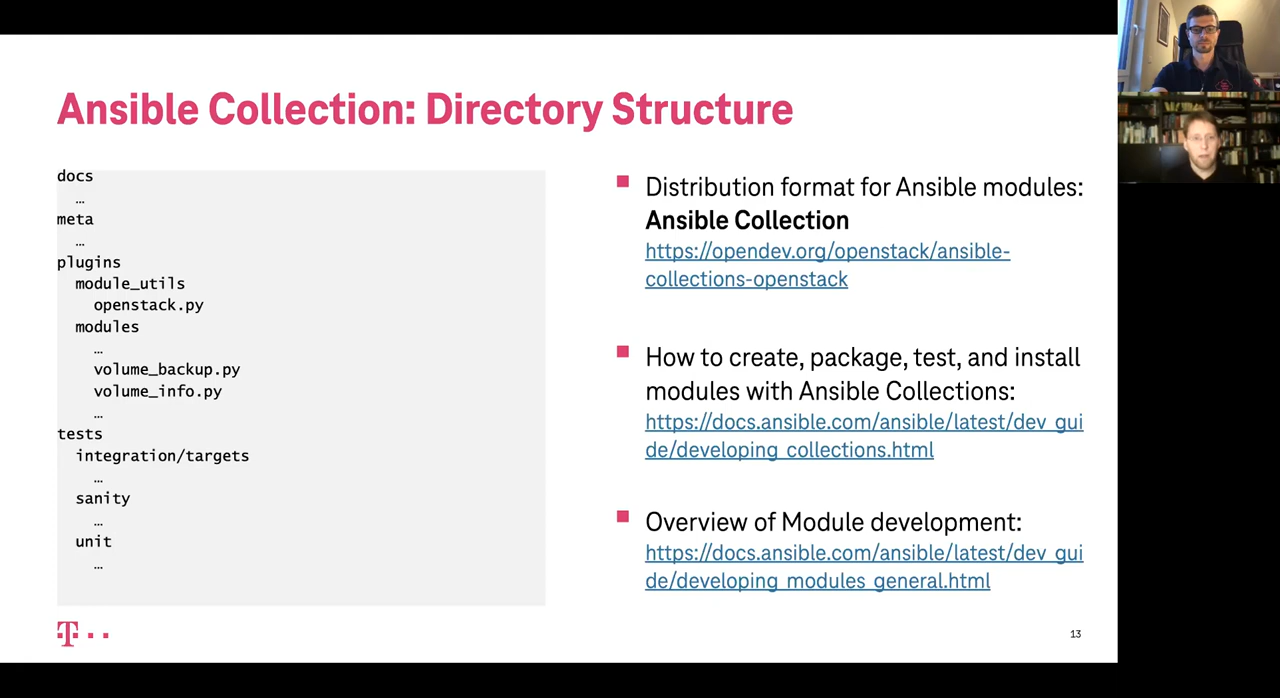 Ansible Collection: Directory Structure
docs
…
meta
…
plugins
module_utils
openstack.py
modules
…
volume_backup.py
volume_info.py
…
tests
integration/targets
…
sanity
…
unit
…
Distribution format for Ansible modules:
Ansible Collection
https://opendev.org/openstack/ansible-
collections-openstack
How to create, package, test, and install
modules with Ansible Collections:
https://docs.ansible.com/ansible/latest/dev_gui
de/developing_collections.html
Overview of Module development:
https://docs.ansible.com/ansible/latest/dev_gui
de/developing_modules_general.html
T
13